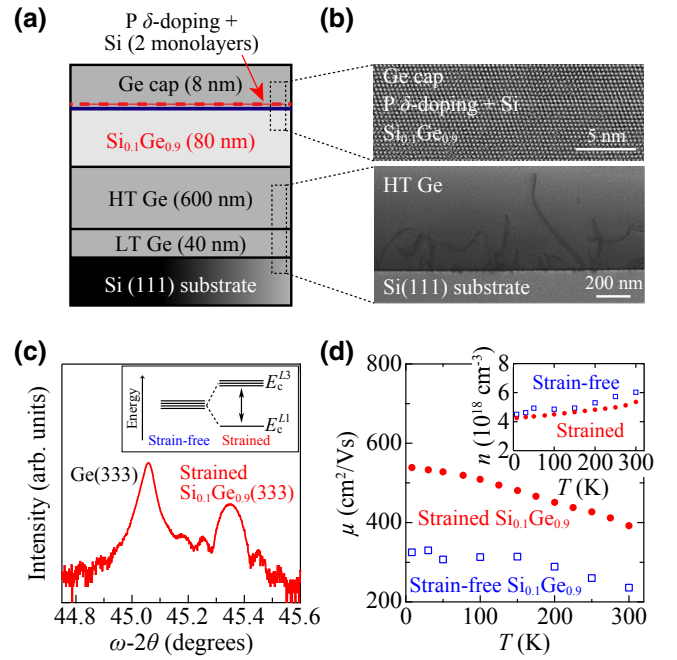 (a)
P δ-doping +
Si (2 monolayers)
Ge cap (8 nm)
Si₀.₁Ge₀.₉ (80 nm)
HT Ge (600 nm)
LT Ge (40 nm)
Si (111) substrate
(b)
Ge cap
P δ-doping + Si
Si₀.₁Ge₀.₉
5 nm
HT Ge
Si(111) substrate
200 nm
(c)
Intensity (arb. units)
Energy
E_c^{L3}
E_c^{L1}
Strain-free Strained
Ge(333)
Strained
Si₀.₁Ge₀.₉(333)
44.8 45.0 45.2 45.4 45.6
ω-2θ (degrees)
(d)
μ (cm²/Vs)
800
600
400
200
n (10¹⁸ cm⁻³)
8
6
4
2
Strain-free
Strained
0 100 200 300
T (K)
Strained Si₀.₁Ge₀.₉
Strain-free Si₀.₁Ge₀.₉
0 100 200 300
T (K)